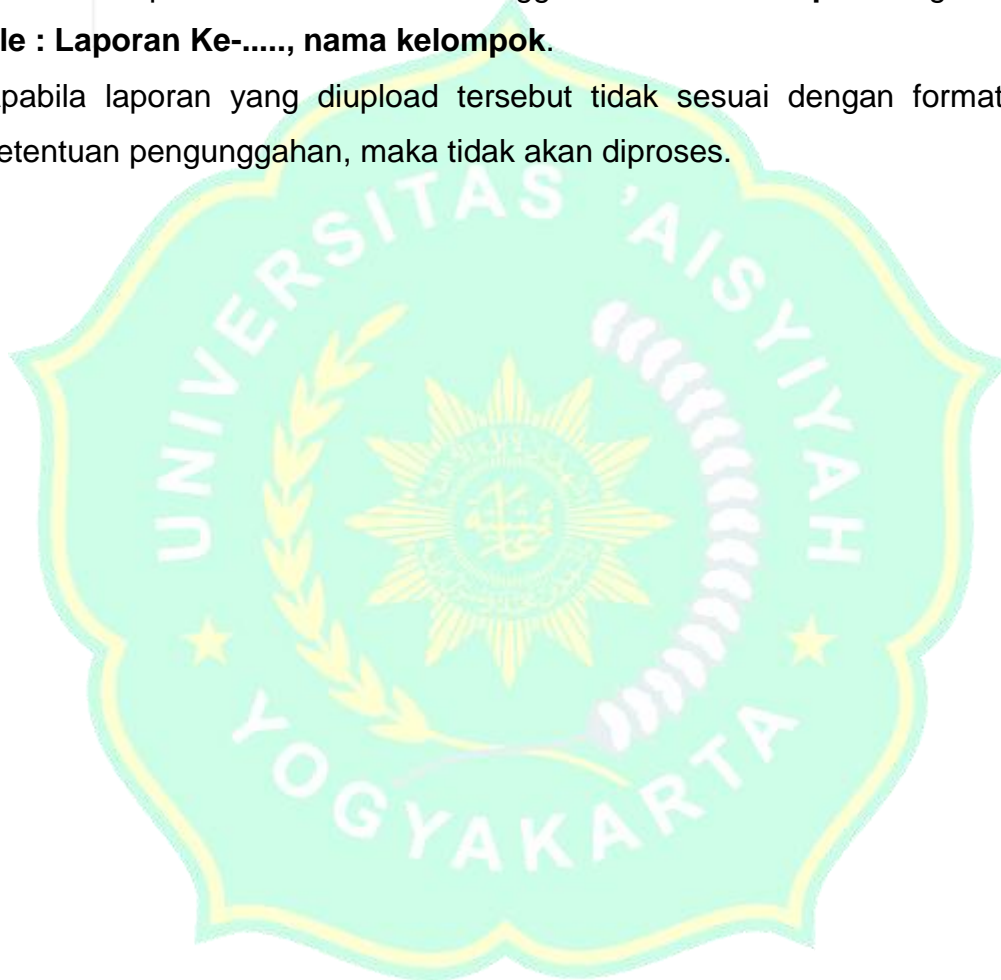 le : Laporan Ke-....., nama kelompok.
pabila laporan yang diupload tersebut tidak sesuai dengan format
etentuan pengunggahan, maka tidak akan diproses.
UNIVERSITAS 'AISYIYAH
YOGYAKARTA